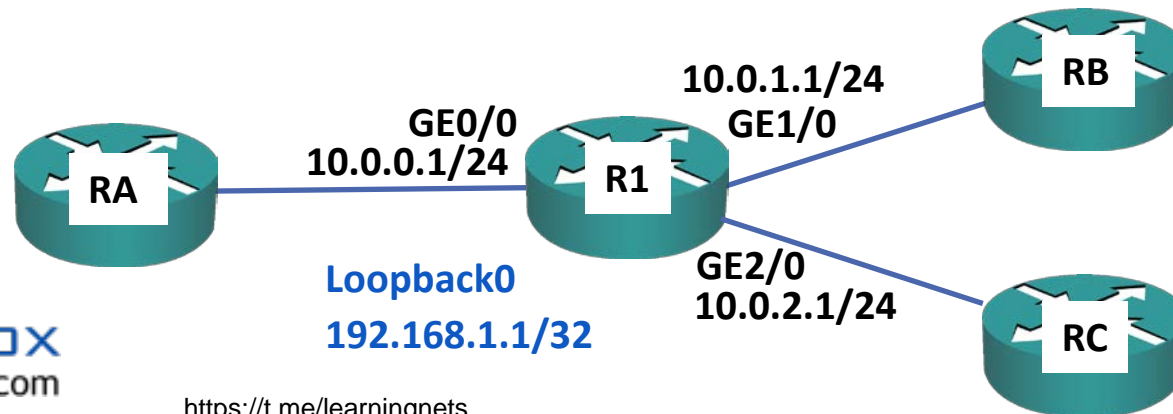 10.0.1.1/24
RB
GE0/0
GE1/0
10.0.0.1/24
RA
R1
GE2/0
10.0.2.1/24
Loopback0
192.168.1.1/32
RC
com
https://t.me/learningnets